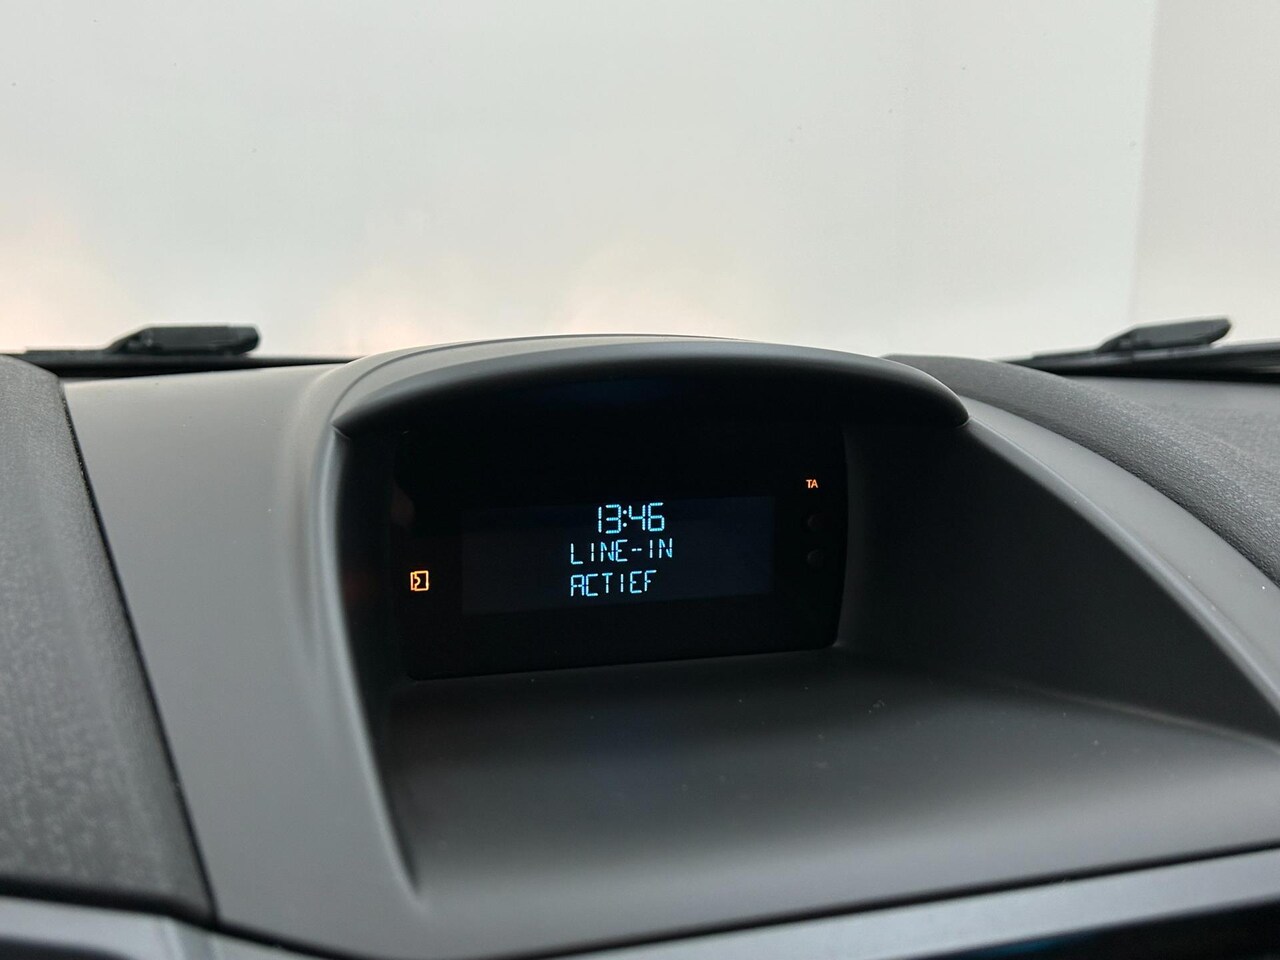 TA
13:46
LINE-IN
ACTIEF